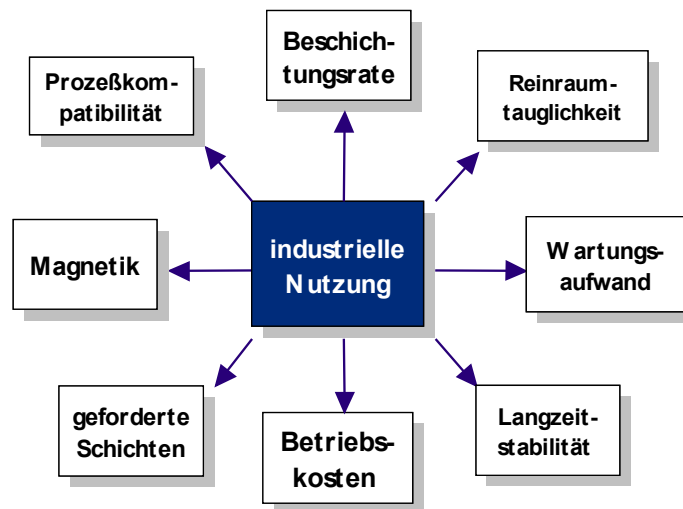 Beschich-
tungsrate
Prozeßkom-
patibilität
Reinraum-
tauglichkeit
industrielle
Nutzung
Magnetik
Wartungs-
aufwand
geforderte
Schichten
Betriebs-
kosten
Langzeit-
stabilität